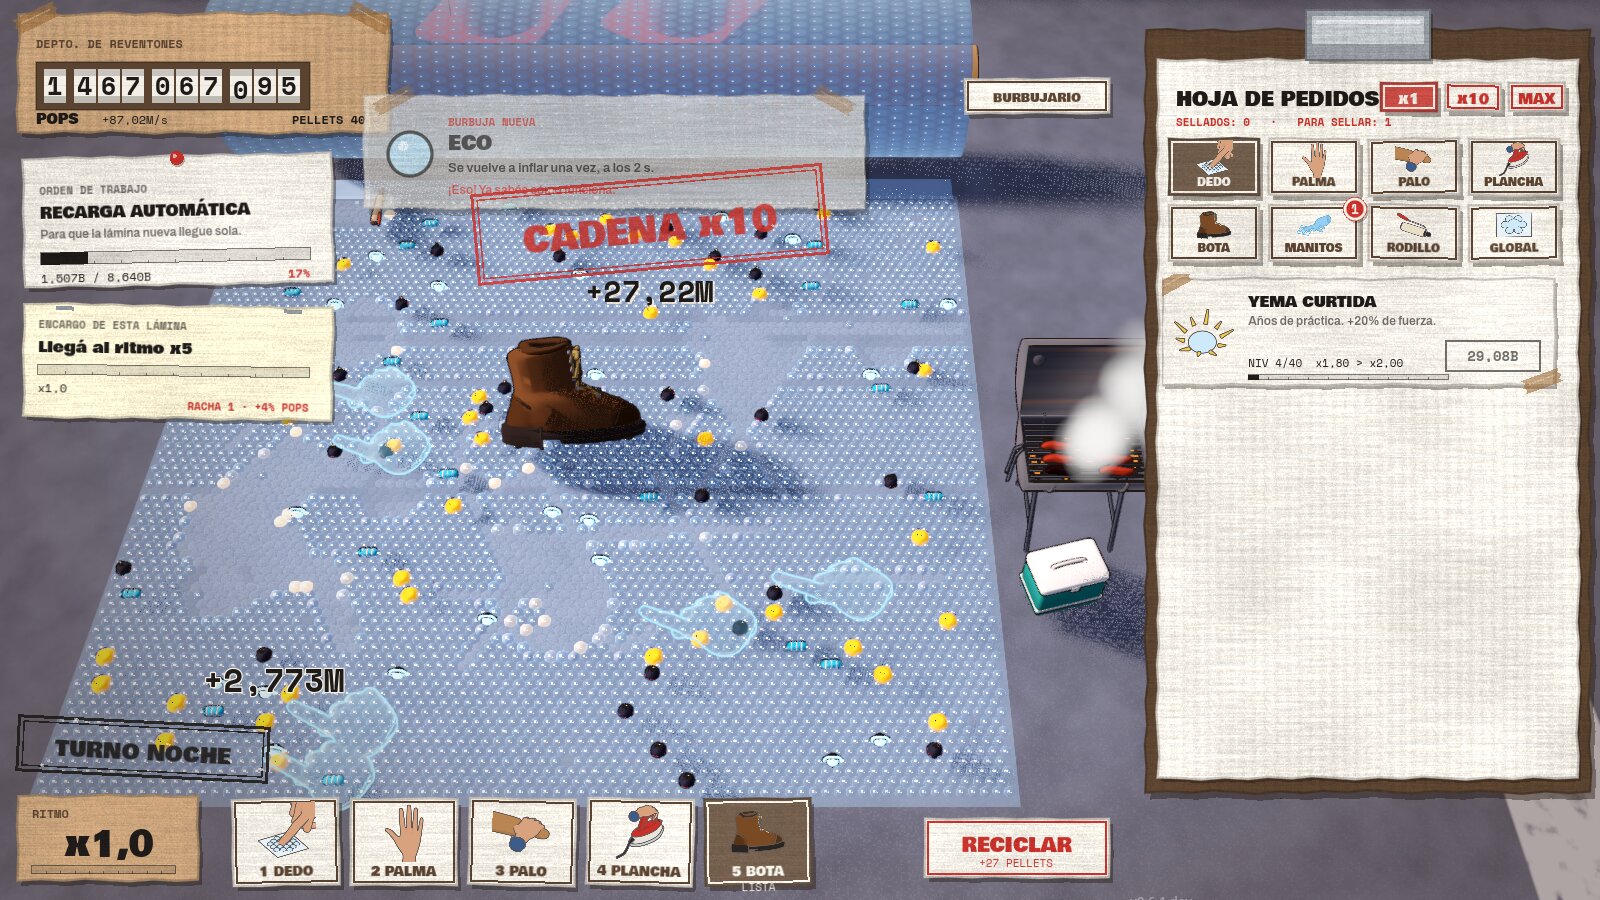 DEPTO. DE REVENTONES
1 467 067 095
POPS +87,02M/s PELLETS 40
ORDEN DE TRABAJO
RECARGA AUTOMÁTICA
Para que la lámina nueva llegue sola.
1.507B / 8.640B 17%
ENCARGO DE ESTA LÁMINA
Llegá al ritmo x5
x1,0
RACHA 1 · +4% POPS
BURBUJA NUEVA
ECO
Se vuelve a inflar una vez, a los 2 s.
CADENA x10
+27,22M
+2,773M
TURNO NOCHE
BURBUJARIO
HOJA DE PEDIDOS x1 x10 MAX
SELLADOS: 0 · PARA SELLAR: 1
DEDO PALMA PALO PLANCHA
1
BOTA MANITOS RODILLO GLOBAL
YEMA CURTIDA
Años de práctica. +20% de fuerza.
NIV 4/40 x1,80 > x2,00 29.08B
RITMO
x1,0
1 DEDO 2 PALMA 3 PALO 4 PLANCHA 5 BOTA
LISTA
RECICLAR
+27 PELLETS